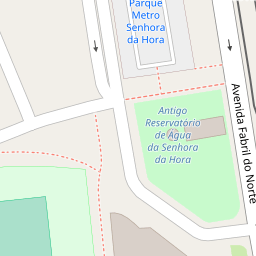 Parque
Metro
Senhora
da Hora
Antigo
Reservatório
de Água
da Senhora
da Hora
Avenida Fabril do Norte